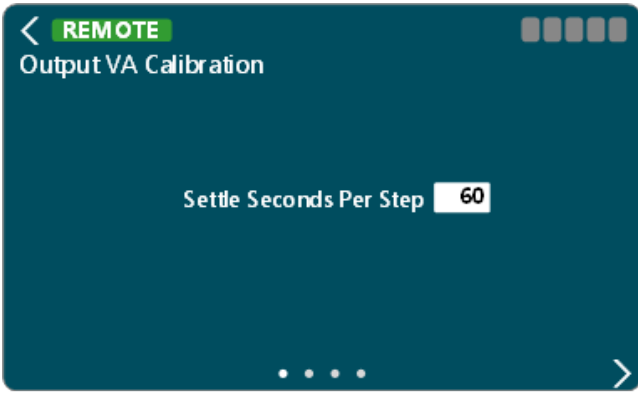 REMOTE
Output VA Calibration
Settle Seconds Per Step 60